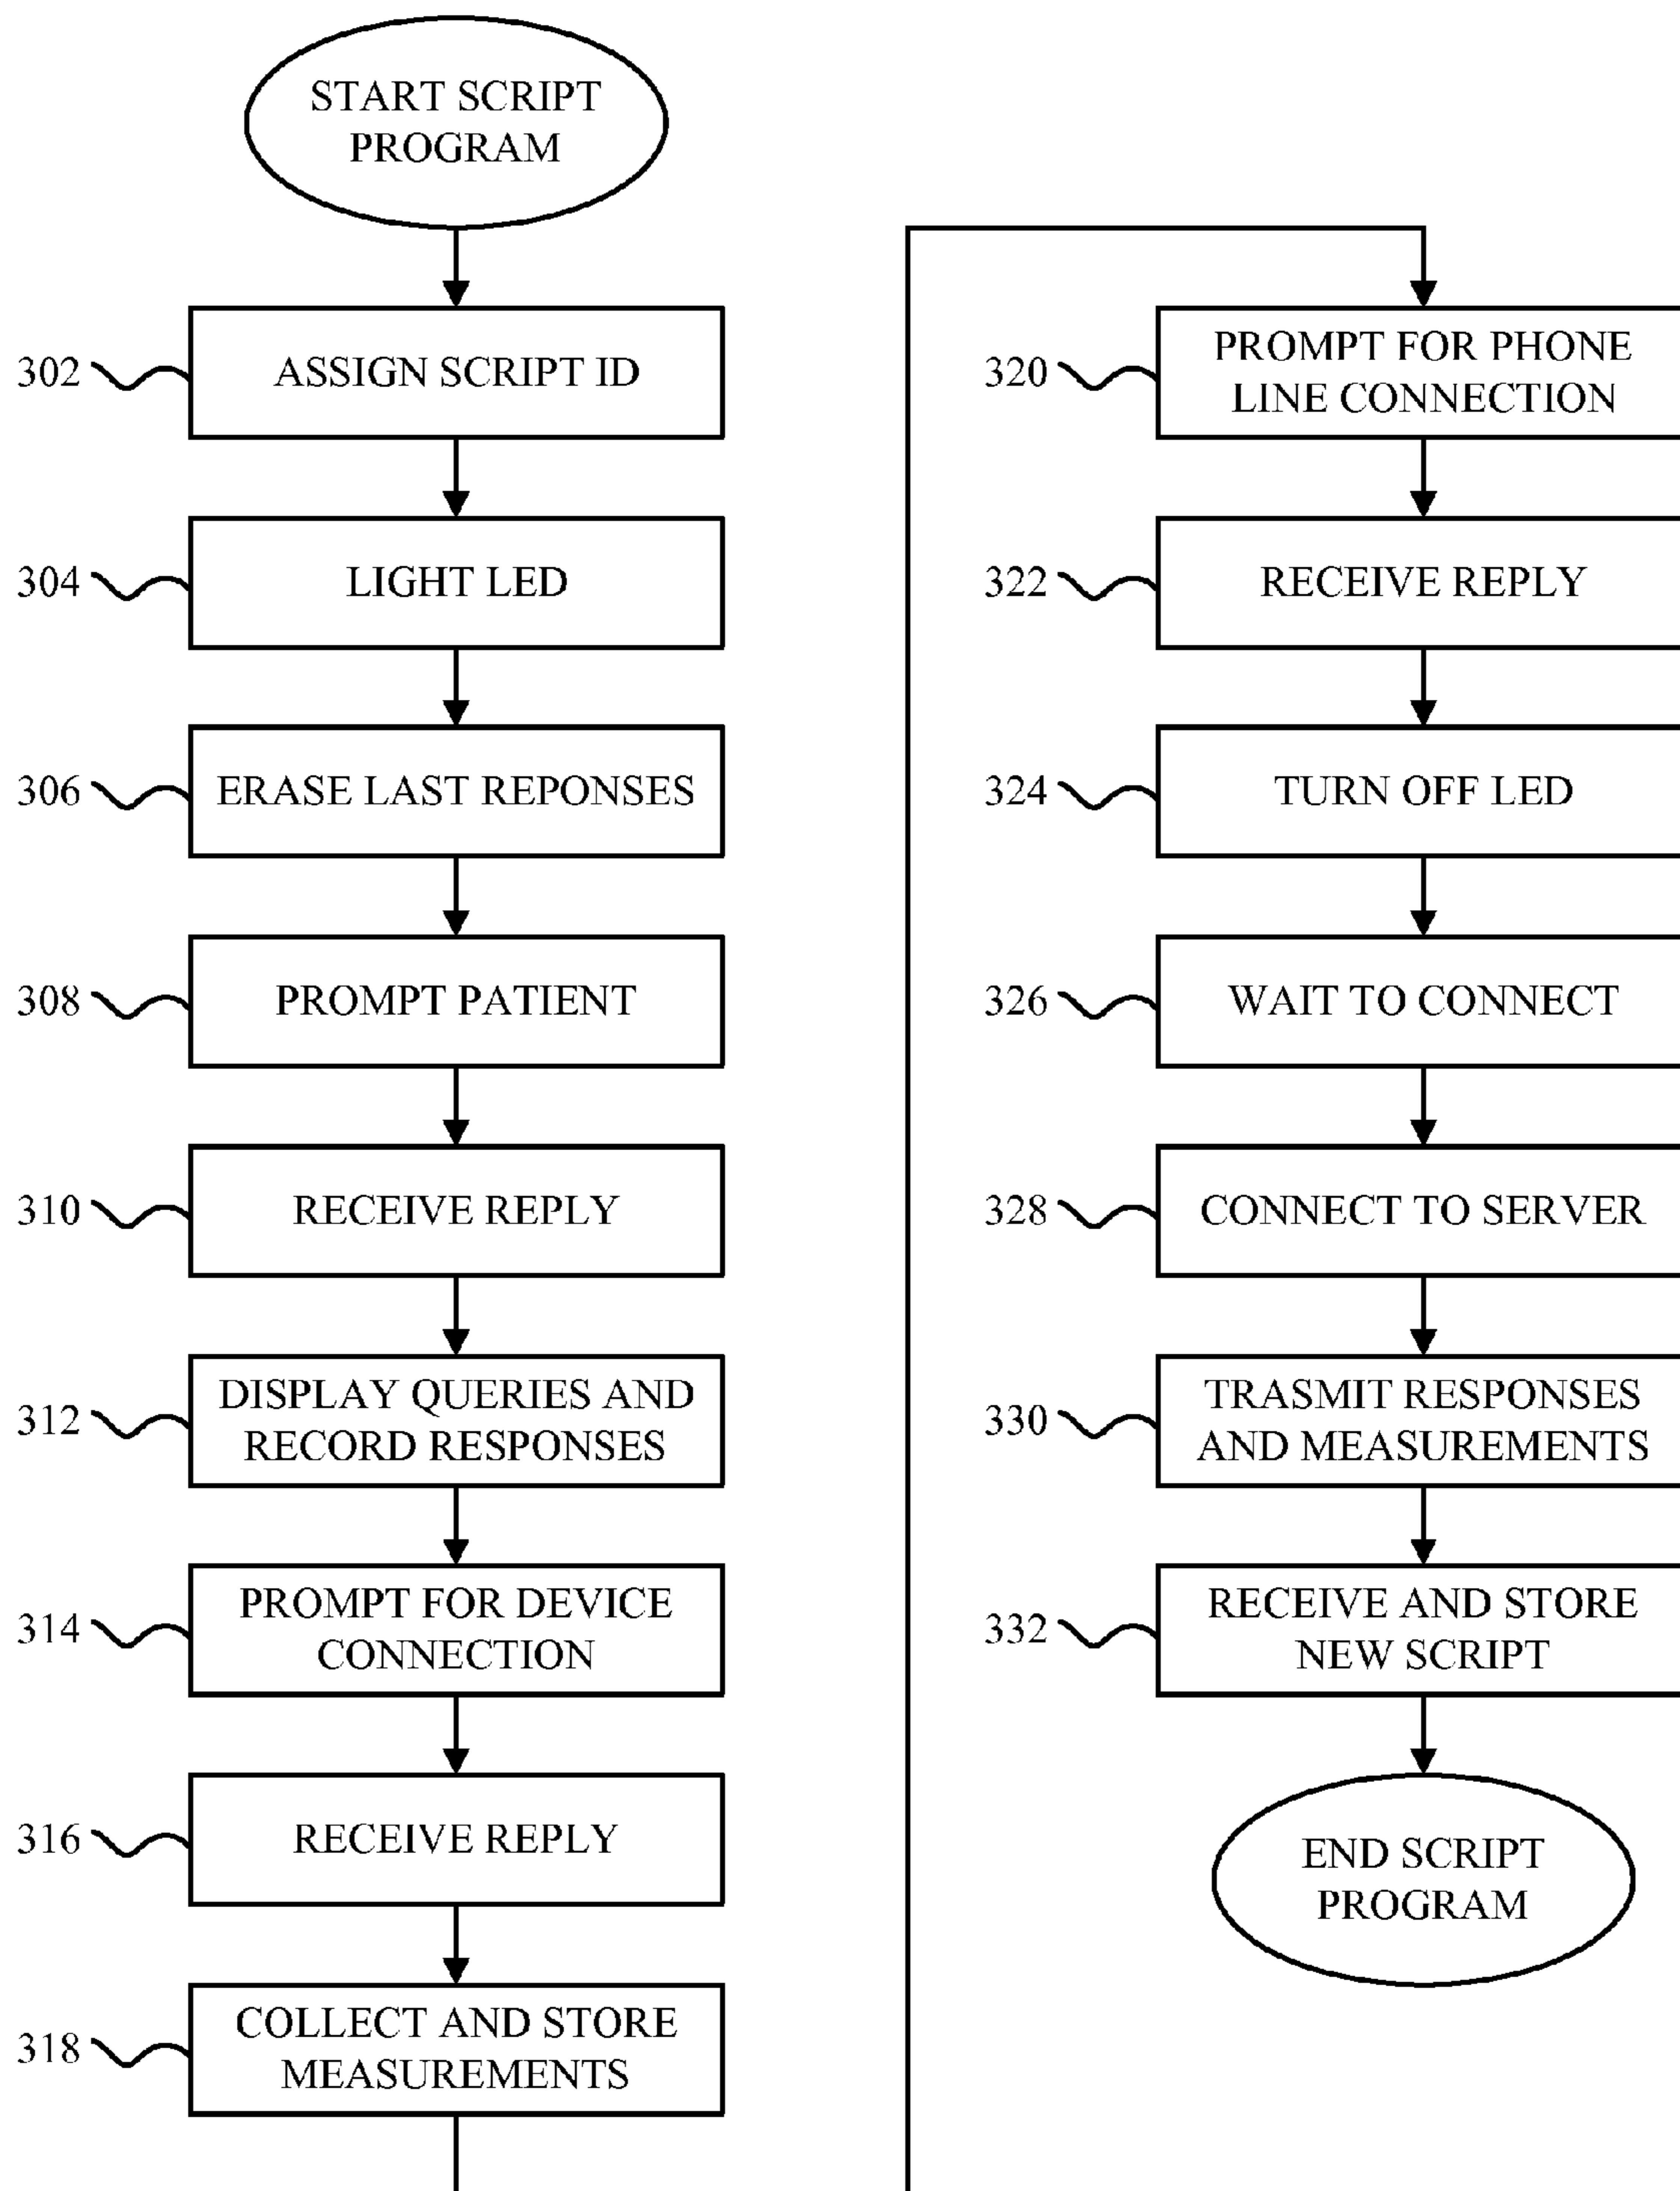 START SCRIPT
PROGRAM
302
ASSIGN SCRIPT ID
304
LIGHT LED
306
ERASE LAST REPONSES
308
PROMPT PATIENT
310
RECEIVE REPLY
312
DISPLAY QUERIES AND
RECORD RESPONSES
314
PROMPT FOR DEVICE
CONNECTION
316
RECEIVE REPLY
318
COLLECT AND STORE
MEASUREMENTS
320
PROMPT FOR PHONE
LINE CONNECTION
322
RECEIVE REPLY
324
TURN OFF LED
326
WAIT TO CONNECT
328
CONNECT TO SERVER
330
TRASMIT RESPONSES
AND MEASUREMENTS
332
RECEIVE AND STORE
NEW SCRIPT
END SCRIPT
PROGRAM